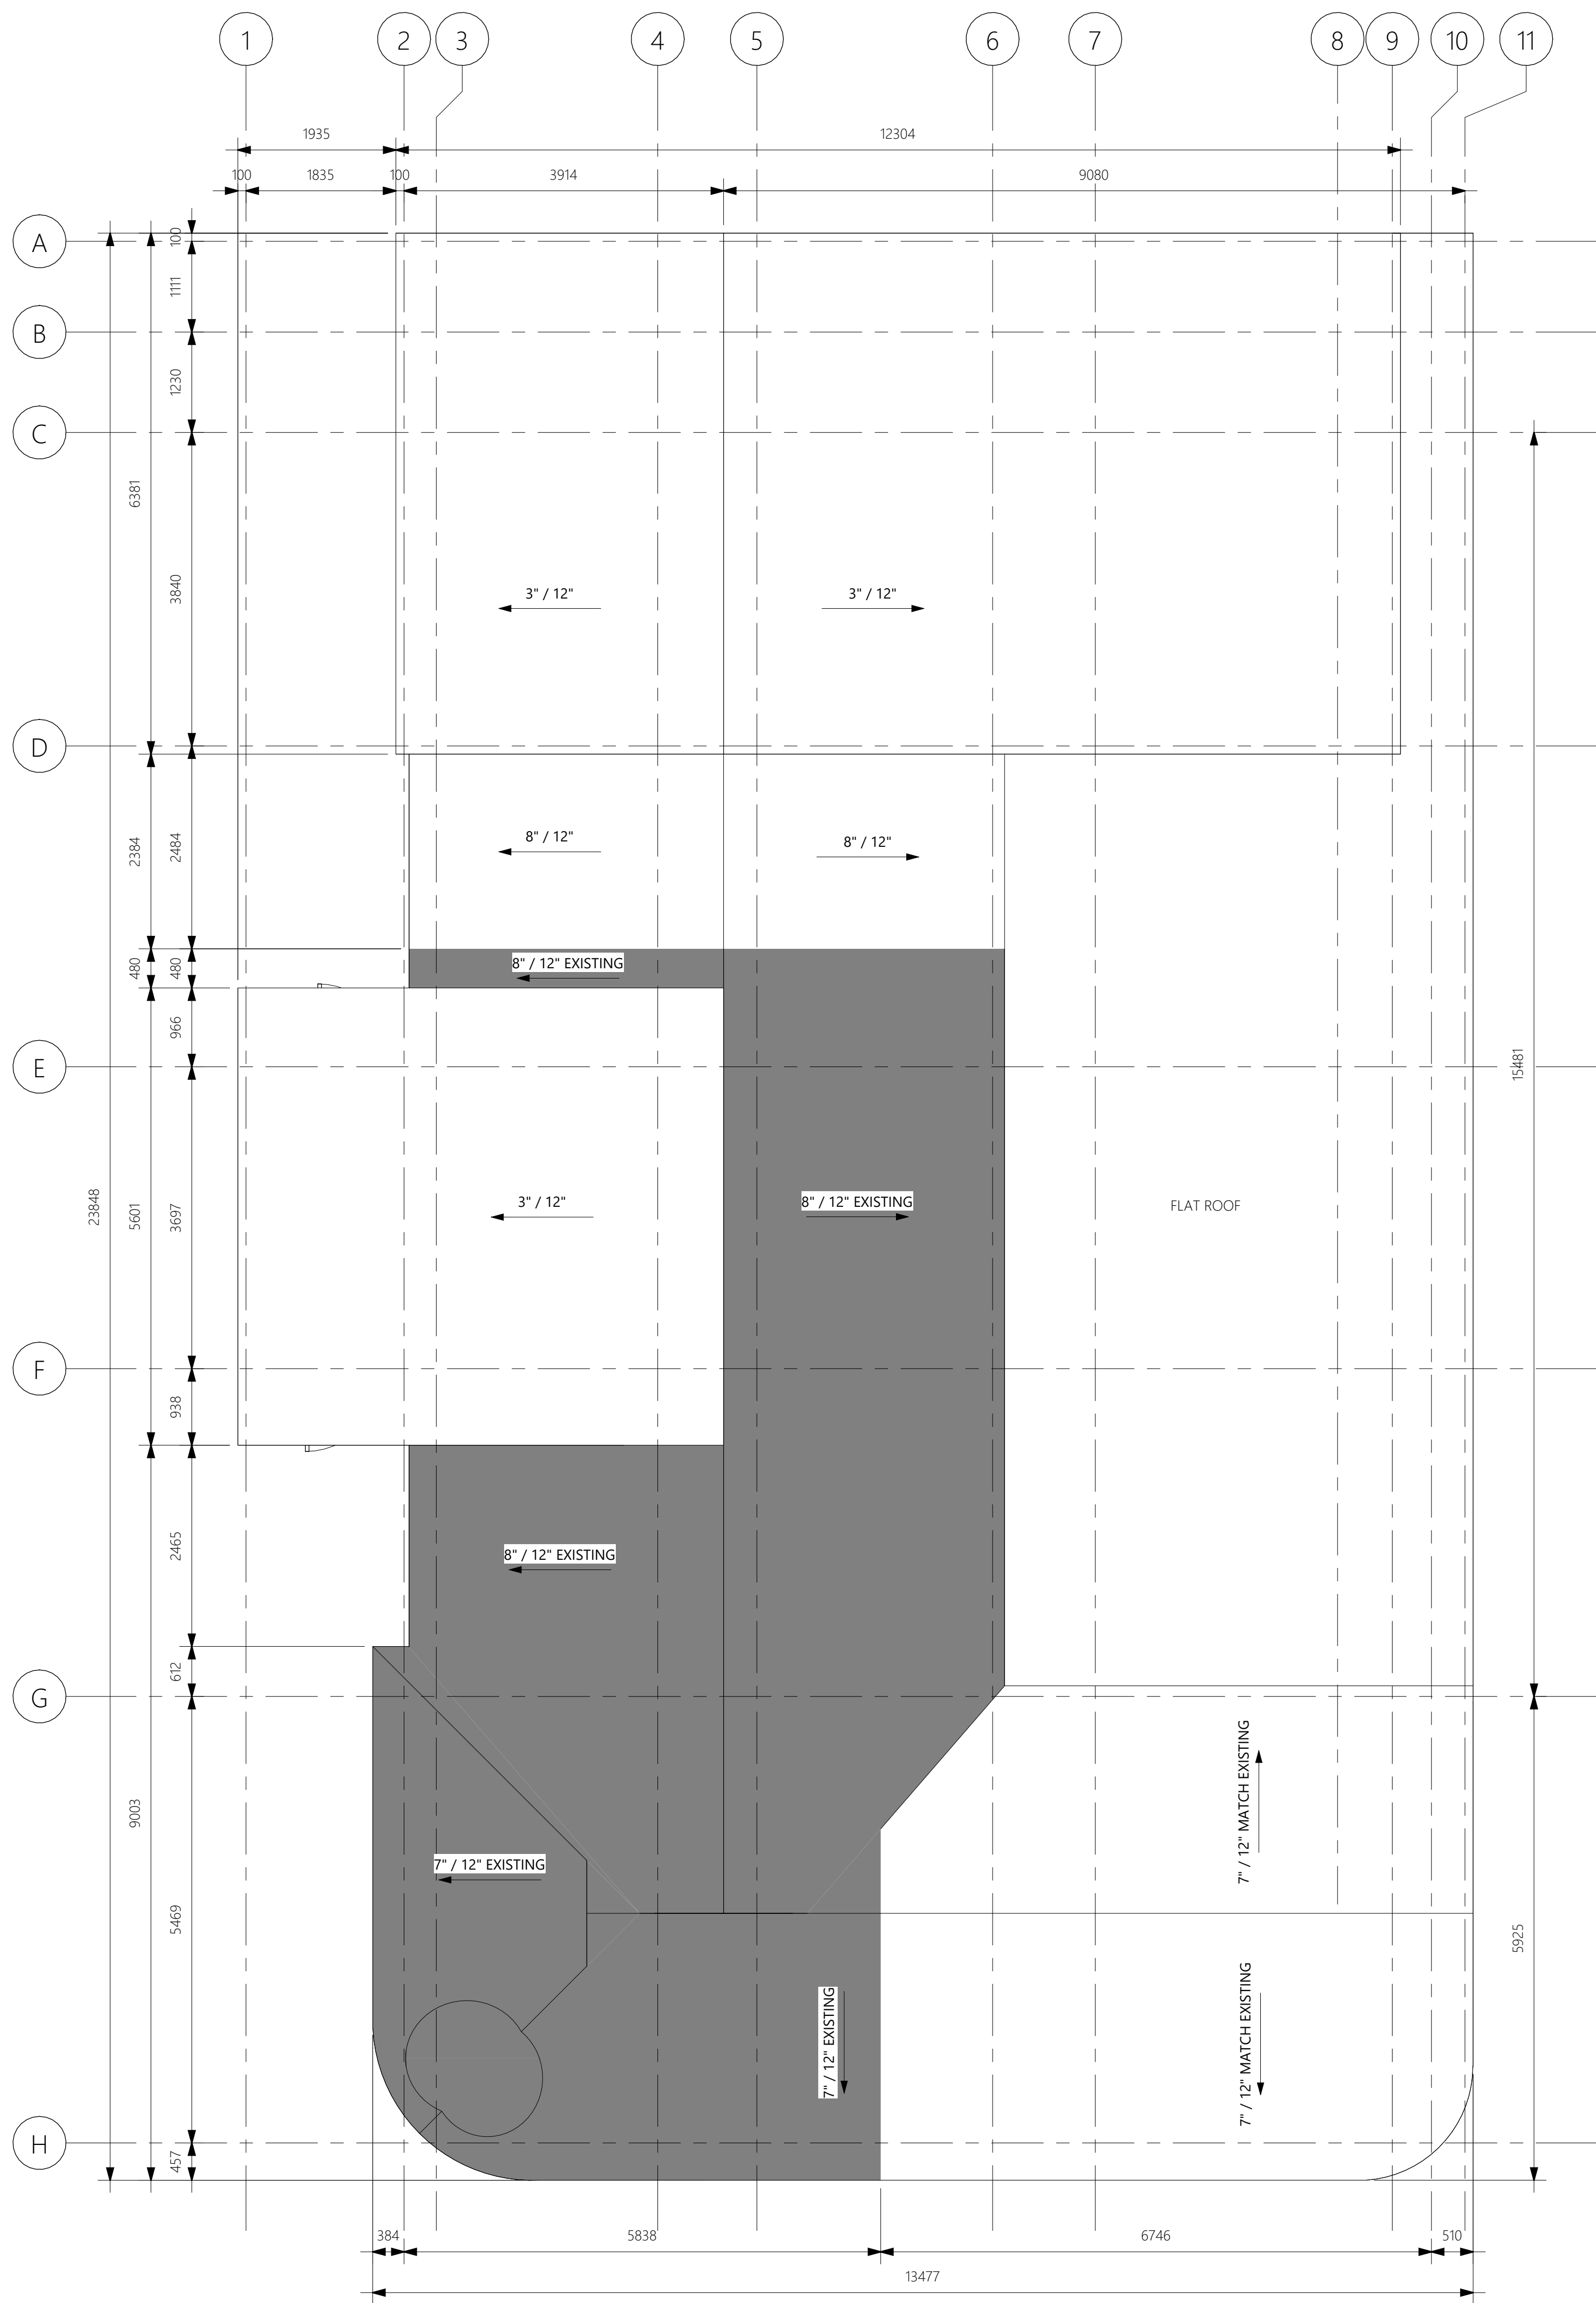 1
2
3
4
5
6
7
8
9
10
11
1935
12304
100
1835
100
3914
9080
A
B
C
D
E
F
G
H
100
1111
1230
3840
2484
480
966
3697
938
2465
612
5469
457
6381
2384
480
5601
9003
23848
15481
5925
3" / 12"
3" / 12"
8" / 12"
8" / 12"
8" / 12" EXISTING
3" / 12"
8" / 12" EXISTING
FLAT ROOF
8" / 12" EXISTING
7" / 12" MATCH EXISTING
7" / 12" EXISTING
7" / 12" EXISTING
7" / 12" MATCH EXISTING
384
5838
6746
510
13477